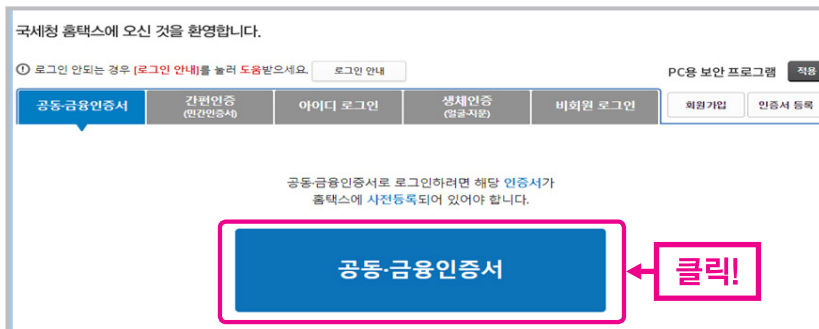 국세청 홈택스에 오신 것을 환영합니다.
① 로그인 안되는 경우 [로그인 안내]를 눌러 도움받으세요. 로그인 안내
PC용 보안 프로그램 적용
공동·금융인증서 간편인증 (민간인증서) 아이디 로그인 생체인증 (얼굴·지문) 비회원 로그인 회원가입 인증서 등록
공동·금융인증서로 로그인하려면 해당 인증서가
홈택스에 사전등록되어 있어야 합니다.
공동·금융인증서
클릭!